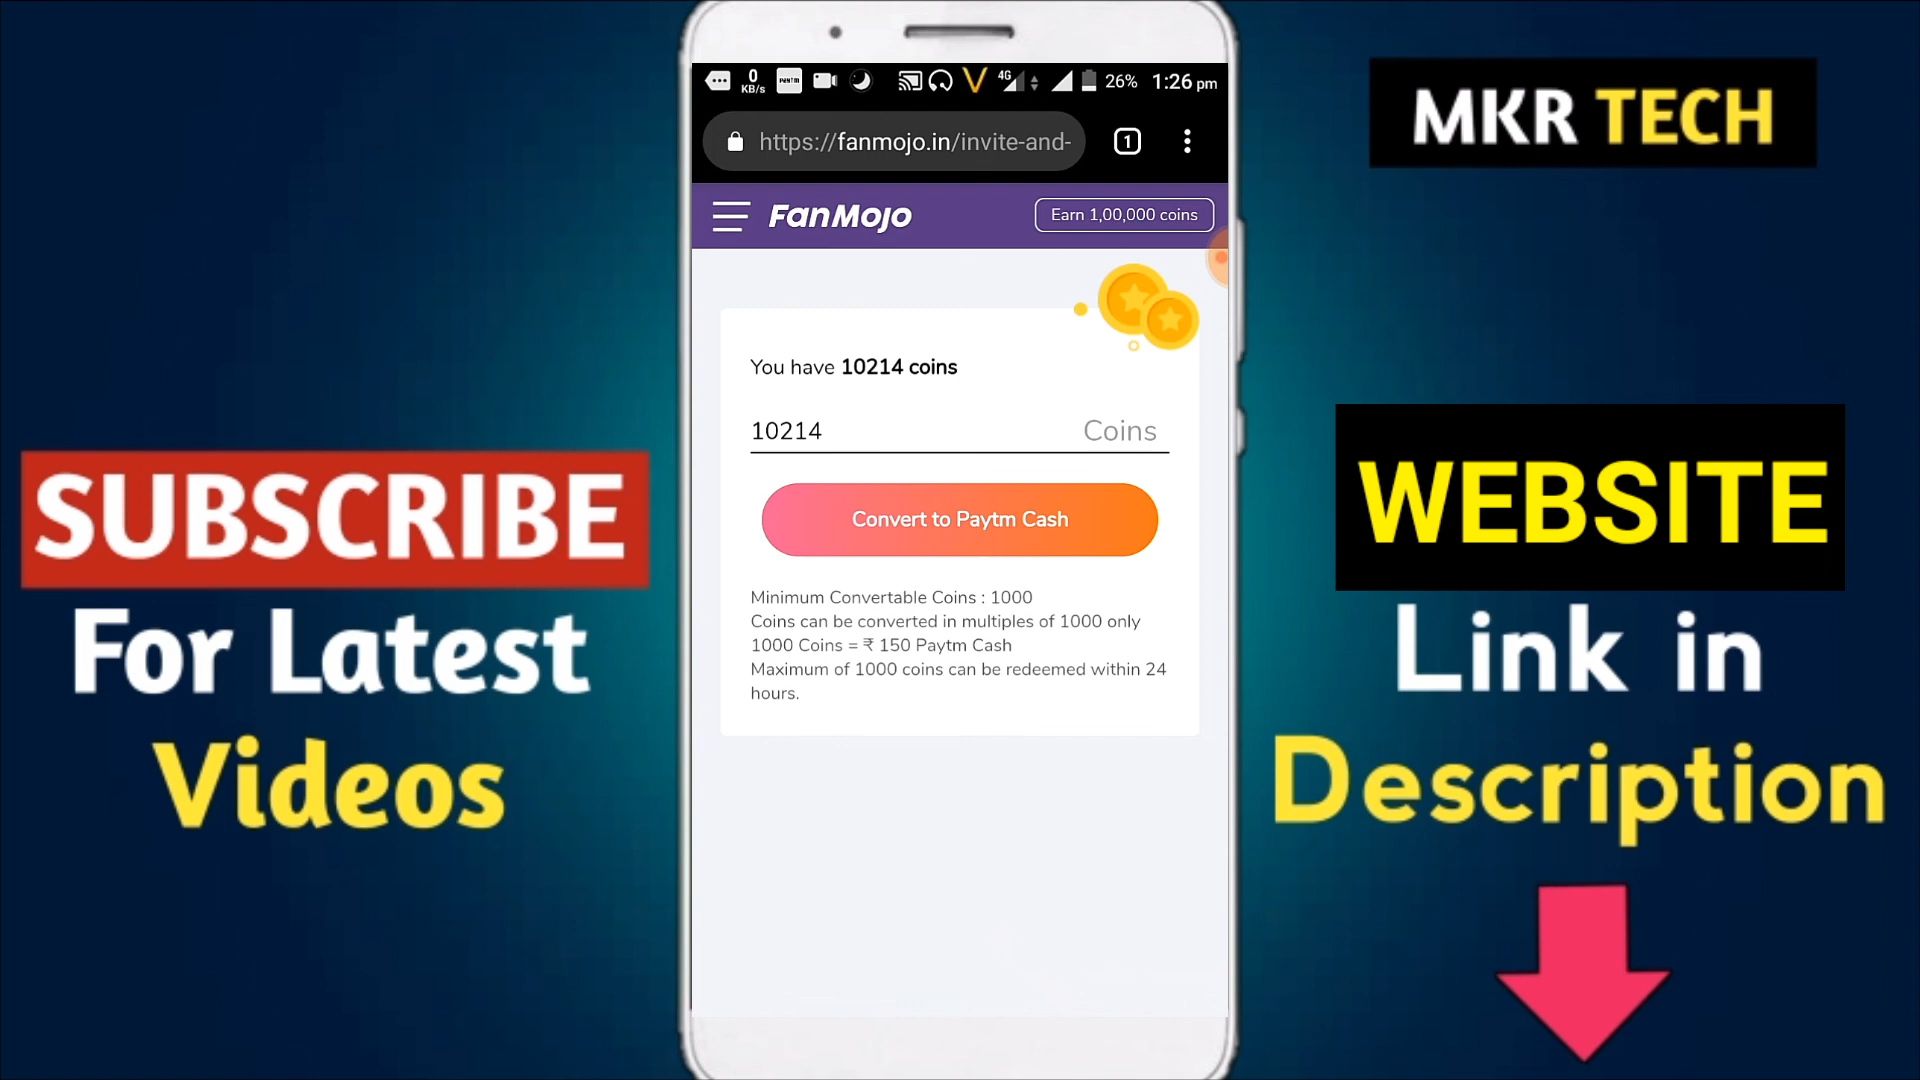 0
KB/s
Paytm
4G
26%
1:26 pm
https://fanmojo.in/invite-and-
1
FanMojo
Earn 1,00,000 coins
You have 10214 coins
10214
Coins
Convert to Paytm Cash
Minimum Convertable Coins : 1000
Coins can be converted in multiples of 1000 only
1000 Coins = ₹ 150 Paytm Cash
Maximum of 1000 coins can be redeemed within 24
hours.
SUBSCRIBE
For Latest
Videos
MKR TECH
WEBSITE
Link in
Description